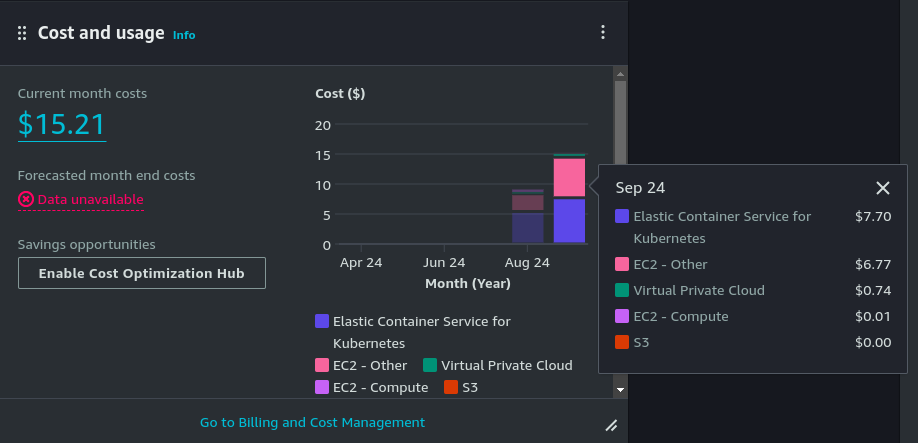 Cost and usage Info
Current month costs
$15.21
Forecasted month end costs
Data unavailable
Savings opportunities
Enable Cost Optimization Hub
Cost ($)
20
15
10
5
0
Apr 24 Jun 24 Aug 24
Month (Year)
Elastic Container Service for
Kubernetes
EC2 - Other Virtual Private Cloud
EC2 - Compute S3
Sep 24
Elastic Container Service for $7.70
Kubernetes
EC2 - Other $6.77
Virtual Private Cloud $0.74
EC2 - Compute $0.01
S3 $0.00
Go to Billing and Cost Management